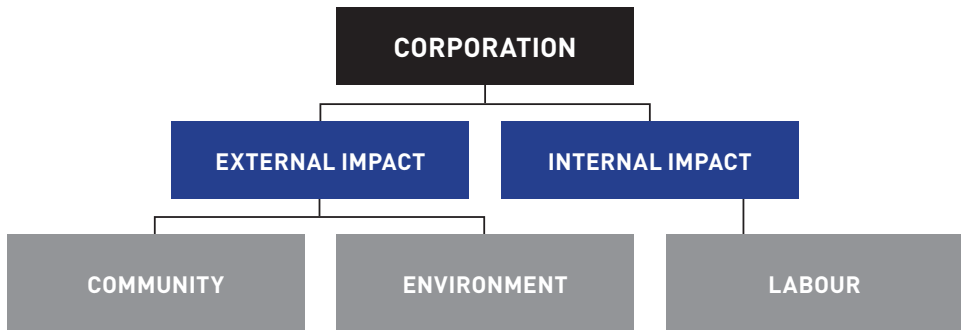 CORPORATION
EXTERNAL IMPACT
INTERNAL IMPACT
COMMUNITY
ENVIRONMENT
LABOUR